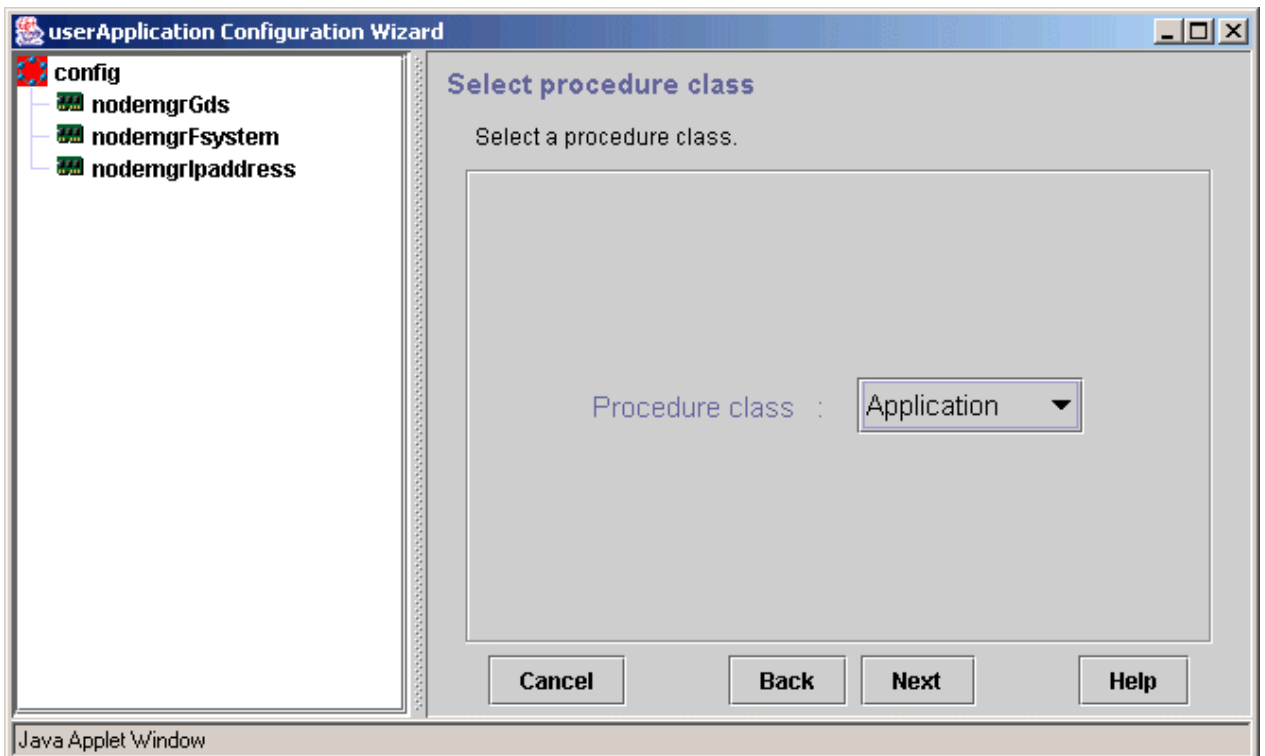 userApplication Configuration Wizard
config
nodemgrGds
nodemgrFsystem
nodemgrIpaddress
Select procedure class
Select a procedure class.
Procedure class : Application
Cancel Back Next Help
Java Applet Window